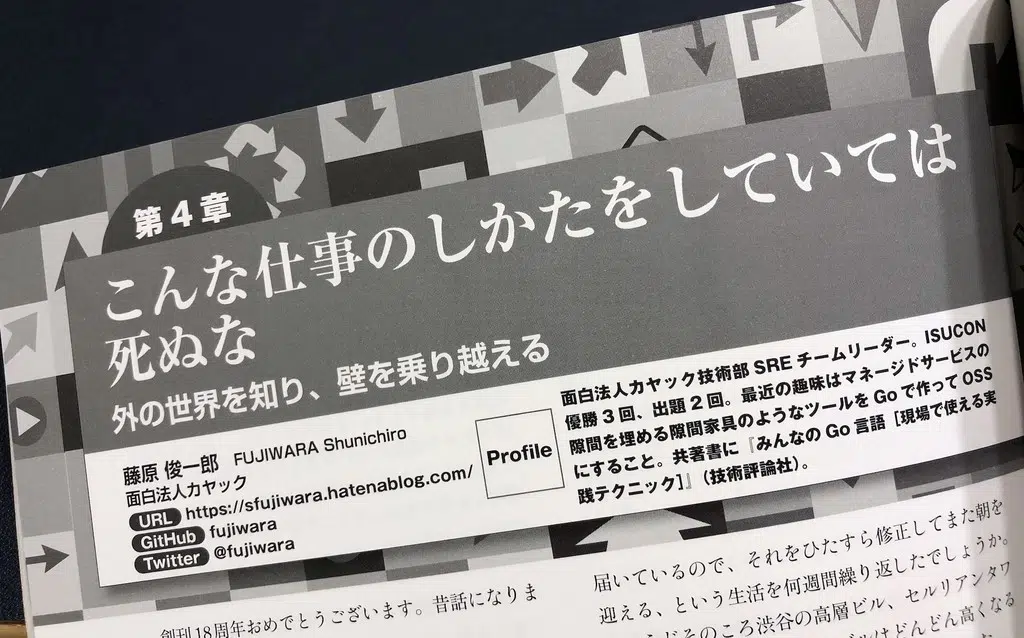 第4章
こんな仕事のしかたをしていては
死ぬな
外の世界を知り、壁を乗り越える
藤原 俊一郎 FUJIWARA Shunichiro
面白法人カヤック
URL https://sfujiwara.hatenablog.com/
GitHub fujiwara
Twitter @fujiwara
Profile
面白法人カヤック技術部 SRE チームリーダー。ISUCON
優勝3回、出題2回。最近の趣味はマネージドサービスの
隙間を埋める隙間家具のようなツールを Go で作って OSS
にすること。共著書に『みんなの Go 言語［現場で使える実
践テクニック］』（技術評論社）。
創刊18周年おめでとうございます。昔話になりま
届いているので、それをひたすら修正してまた朝を
迎える、という生活を何週間繰り返したでしょうか。
そのころ渋谷の高層ビル、セルリアンタワ
どんどん高くなる